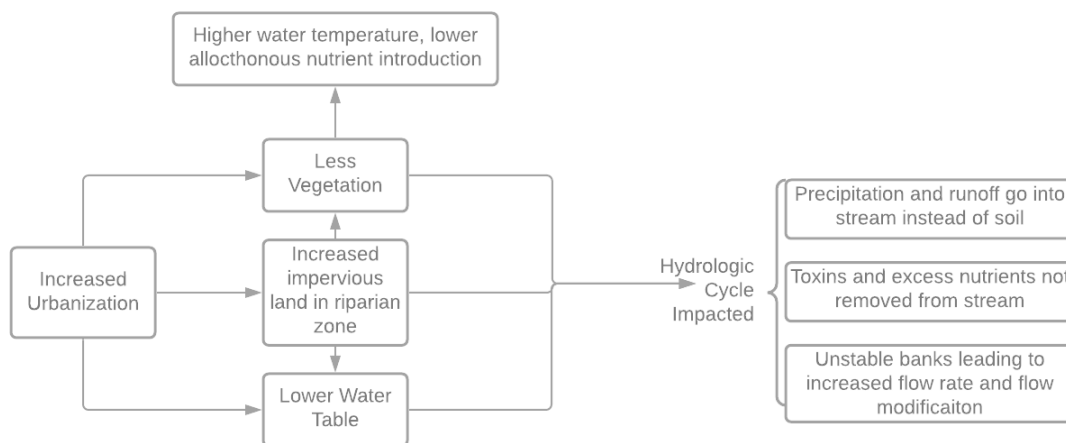 Higher water temperature, lower
allocthonous nutrient introduction
Less
Vegetation
Increased
Urbanization
Increased
impervious
land in riparian
zone
Lower Water
Table
Hydrologic
Cycle
Impacted
Precipitation and runoff go into
stream instead of soil
Toxins and excess nutrients not
removed from stream
Unstable banks leading to
increased flow rate and flow
modificaiton